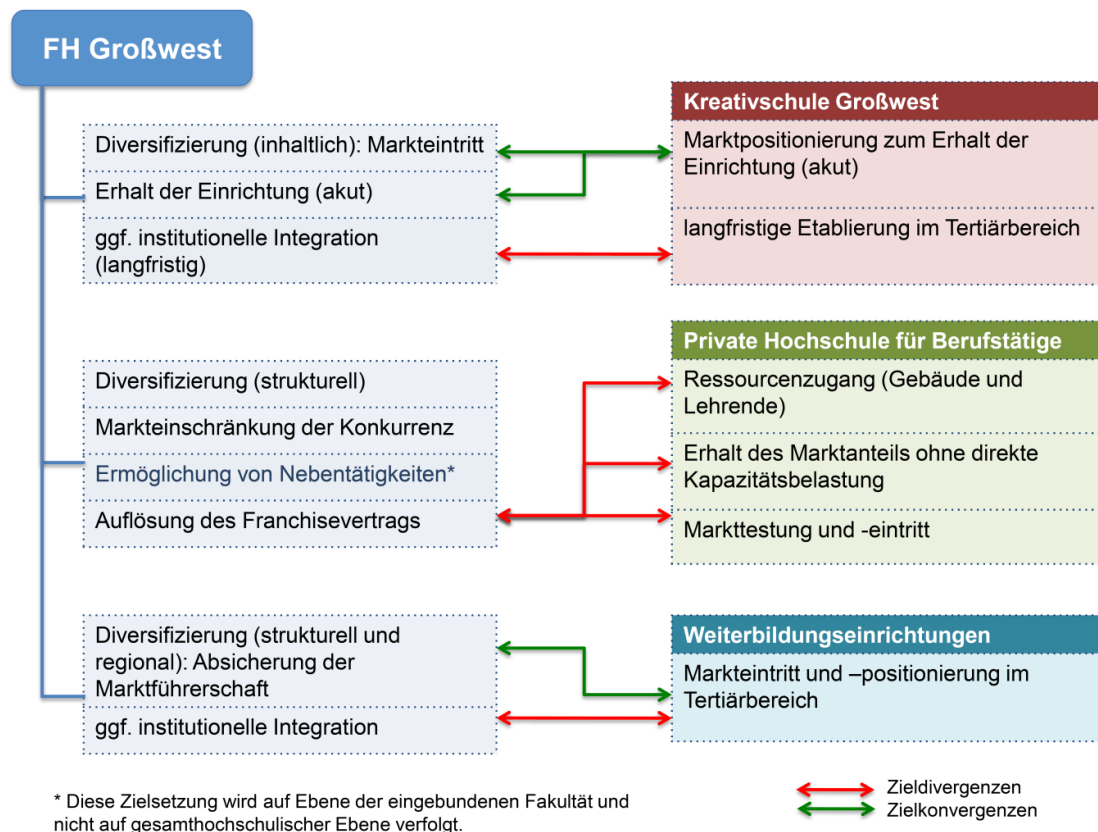 FH Großwest
Diversifizierung (inhaltlich): Markteintritt
Erhalt der Einrichtung (akut)
ggf. institutionelle Integration
(langfristig)
Kreativschule Großwest
Marktpositionierung zum Erhalt der
Einrichtung (akut)
langfristige Etablierung im Tertiärbereich
Diversifizierung (strukturell)
Markteinschränkung der Konkurrenz
Ermöglichung von Nebentätigkeiten*
Auflösung des Franchisevertrags
Private Hochschule für Berufstätige
Ressourcenzugang (Gebäude und
Lehrende)
Erhalt des Marktanteils ohne direkte
Kapazitätsbelastung
Markttestung und -eintritt
Diversifizierung (strukturell und
regional): Absicherung der
Marktführerschaft
ggf. institutionelle Integration
Weiterbildungseinrichtungen
Markteintritt und –positionierung im
Tertiärbereich
* Diese Zielsetzung wird auf Ebene der eingebundenen Fakultät und
nicht auf gesamthochschulischer Ebene verfolgt.
Zieldivergenzen
Zielkonvergenzen